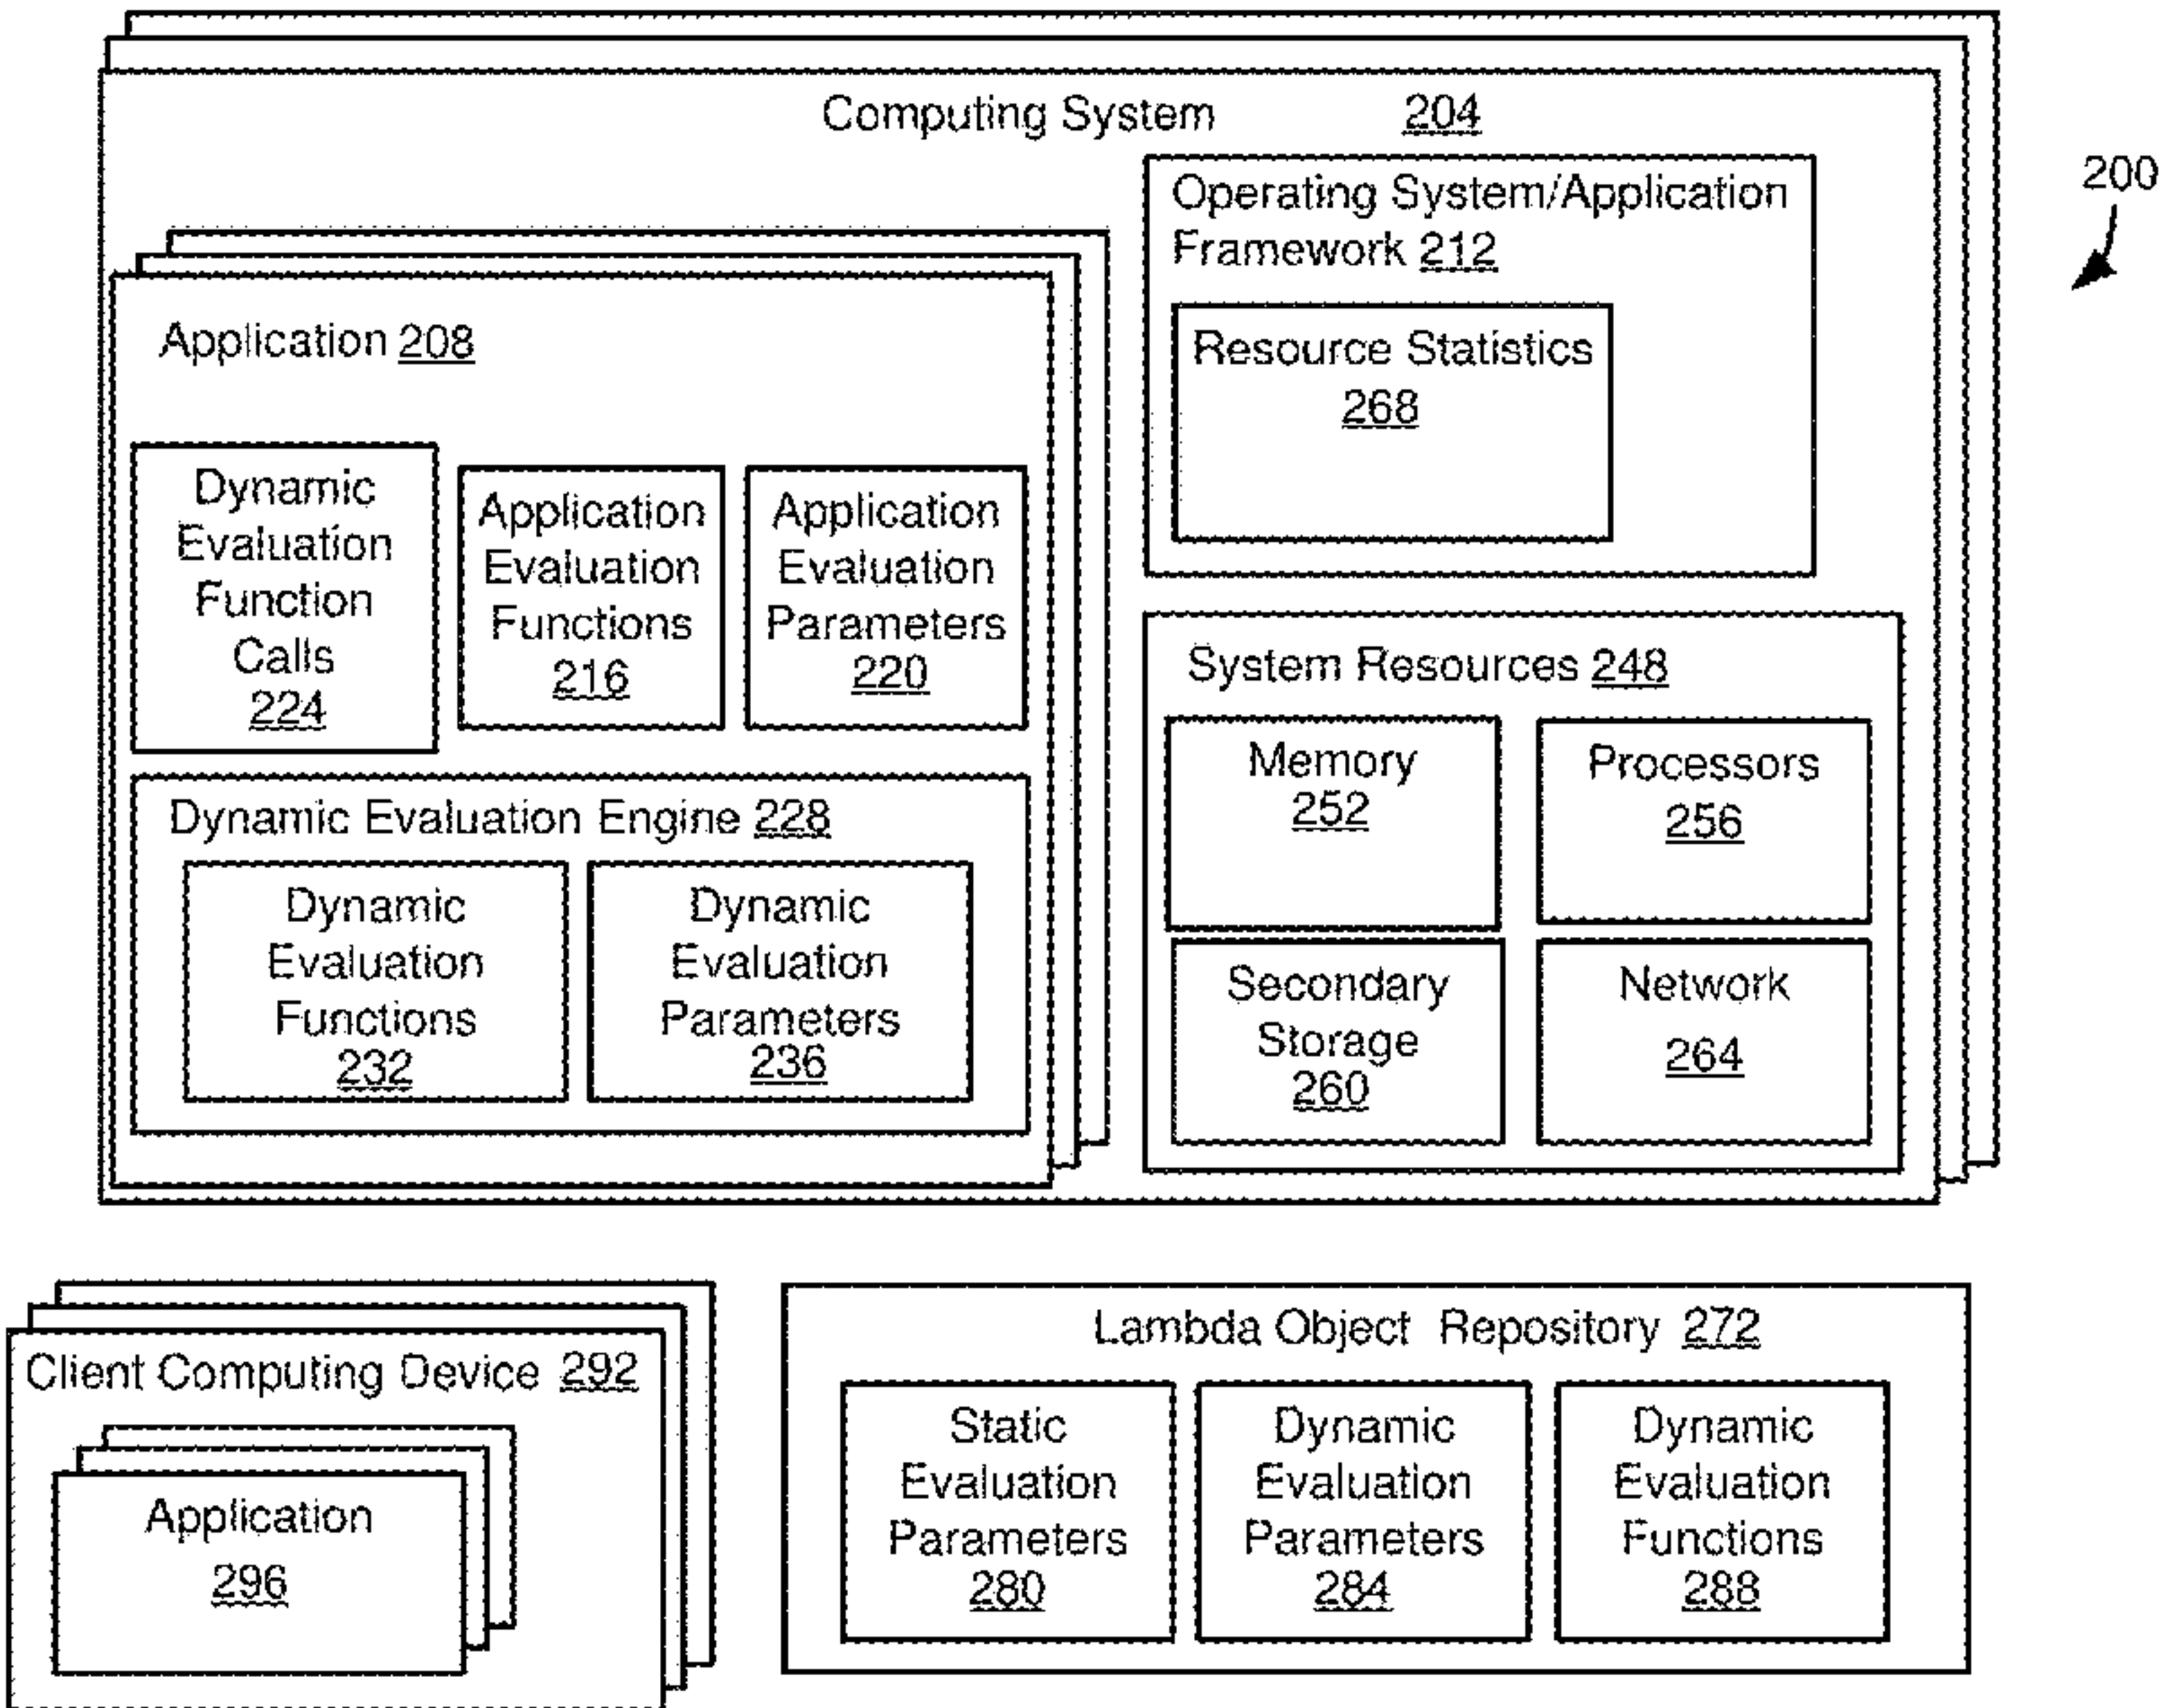 Computing System 204
200
Operating System/Application
Framework 212
Resource Statistics
268
Application 208
Dynamic
Evaluation
Function
Calls
224
Application
Evaluation
Functions
216
Application
Evaluation
Parameters
220
Dynamic Evaluation Engine 228
Dynamic
Evaluation
Functions
232
Dynamic
Evaluation
Parameters
236
System Resources 248
Memory
252
Processors
256
Secondary
Storage
260
Network
264
Client Computing Device 292
Application
296
Lambda Object Repository 272
Static
Evaluation
Parameters
280
Dynamic
Evaluation
Parameters
284
Dynamic
Evaluation
Functions
288